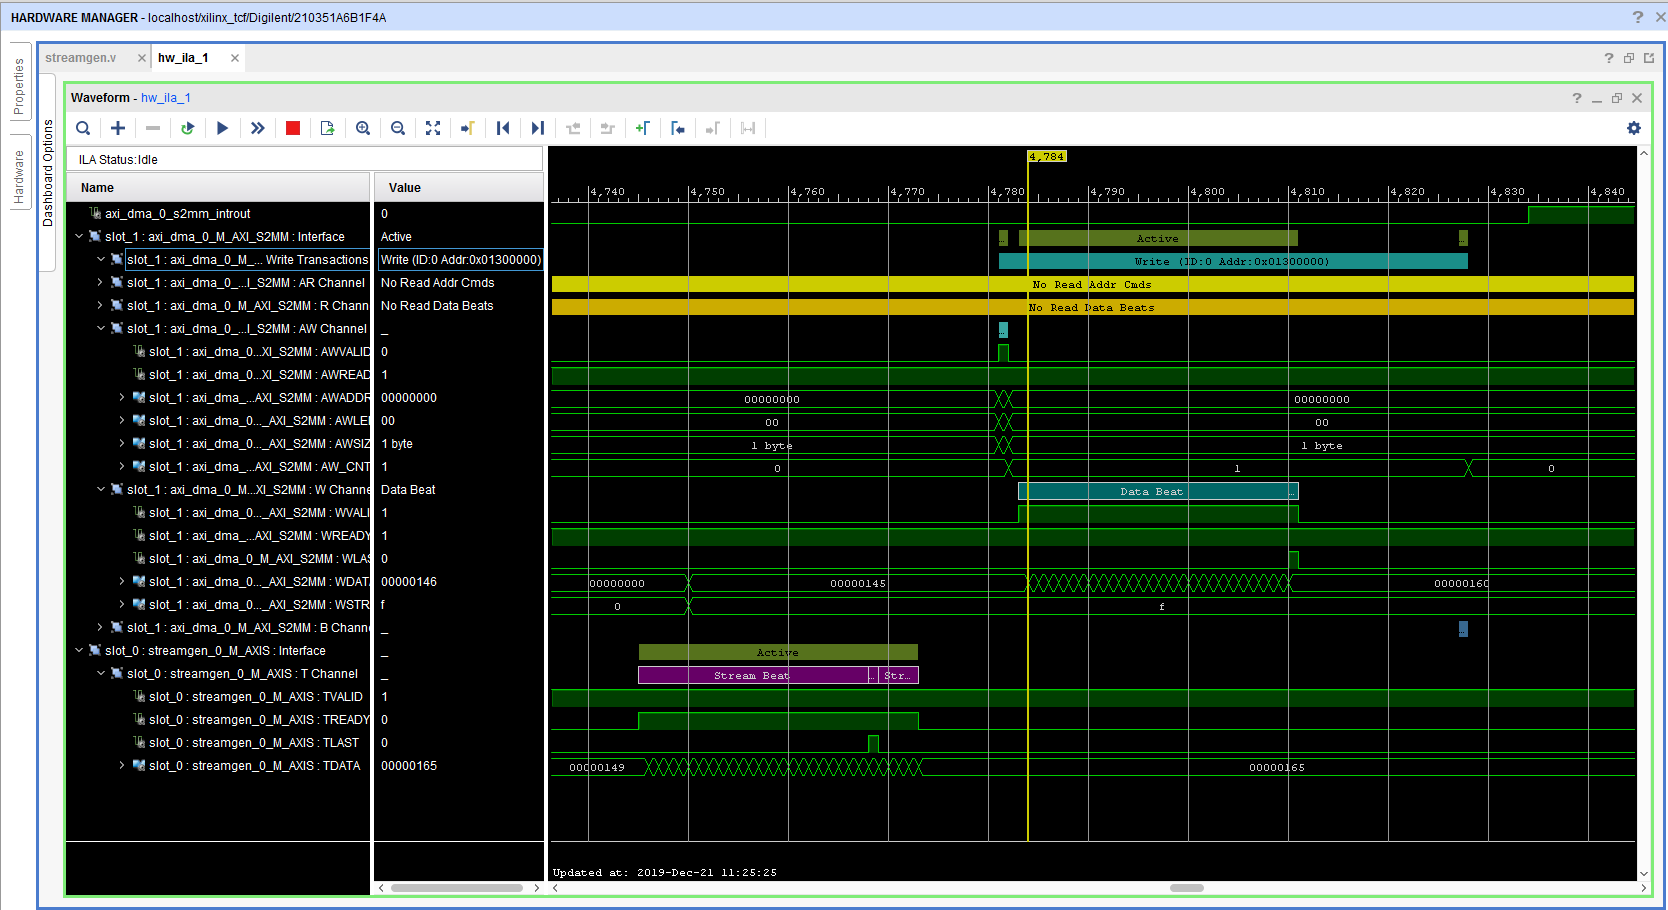 HARDWARE MANAGER - localhost/xilinx_tcf/Digilent/210351A6B1F4A
Properties
Hardware
Dashboard Options
streamgen.v
hw_ila_1
Waveform - hw_ila_1
ILA Status:Idle
Name Value
4,784
4,740 4,750 4,760 4,770 4,780 4,790 4,800 4,810 4,820 4,830 4,840
axi_dma_0_s2mm_introut 0
slot_1 : axi_dma_0_M_AXI_S2MM : Interface Active ... Active ...
slot_1 : axi_dma_0_M_... Write Transactions Write (ID:0 Addr:0x01300000) Write (ID:0 Addr:0x01300000)
slot_1 : axi_dma_0_...I_S2MM : AR Channel No Read Addr Cmds No Read Addr Cmds
slot_1 : axi_dma_0_M_AXI_S2MM : R Chann No Read Data Beats No Read Data Beats
slot_1 : axi_dma_0_...I_S2MM : AW Channel _ ...
slot_1 : axi_dma_0...XI_S2MM : AWVALID 0
slot_1 : axi_dma_0...XI_S2MM : AWREAD 1
slot_1 : axi_dma_...AXI_S2MM : AWADDR 00000000 00000000 00000000
slot_1 : axi_dma_0..._AXI_S2MM : AWLE 00 00 00
slot_1 : axi_dma_...AXI_S2MM : AWSIZ 1 byte 1 byte 1 byte
slot_1 : axi_dma_...AXI_S2MM : AW_CNT 1 0 1 0
slot_1 : axi_dma_0_M...XI_S2MM : W Channe Data Beat Data Beat ...
slot_1 : axi_dma_0..._AXI_S2MM : WVALI 1
slot_1 : axi_dma_...AXI_S2MM : WREADY 1
slot_1 : axi_dma_0_M_AXI_S2MM : WLAS 0
slot_1 : axi_dma_0..._AXI_S2MM : WDAT 00000146 00000000 00000145 00000160
slot_1 : axi_dma_0..._AXI_S2MM : WSTR f 0 f
slot_1 : axi_dma_0_M_AXI_S2MM : B Chann _ ...
slot_0 : streamgen_0_M_AXIS : Interface _ Active
slot_0 : streamgen_0_M_AXIS : T Channel _ Stream Beat ... Str...
slot_0 : streamgen_0_M_AXIS : TVALID 1
slot_0 : streamgen_0_M_AXIS : TREADY 0
slot_0 : streamgen_0_M_AXIS : TLAST 0
slot_0 : streamgen_0_M_AXIS : TDATA 00000165 00000149 00000165
Updated at: 2019-Dec-21 11:25:25